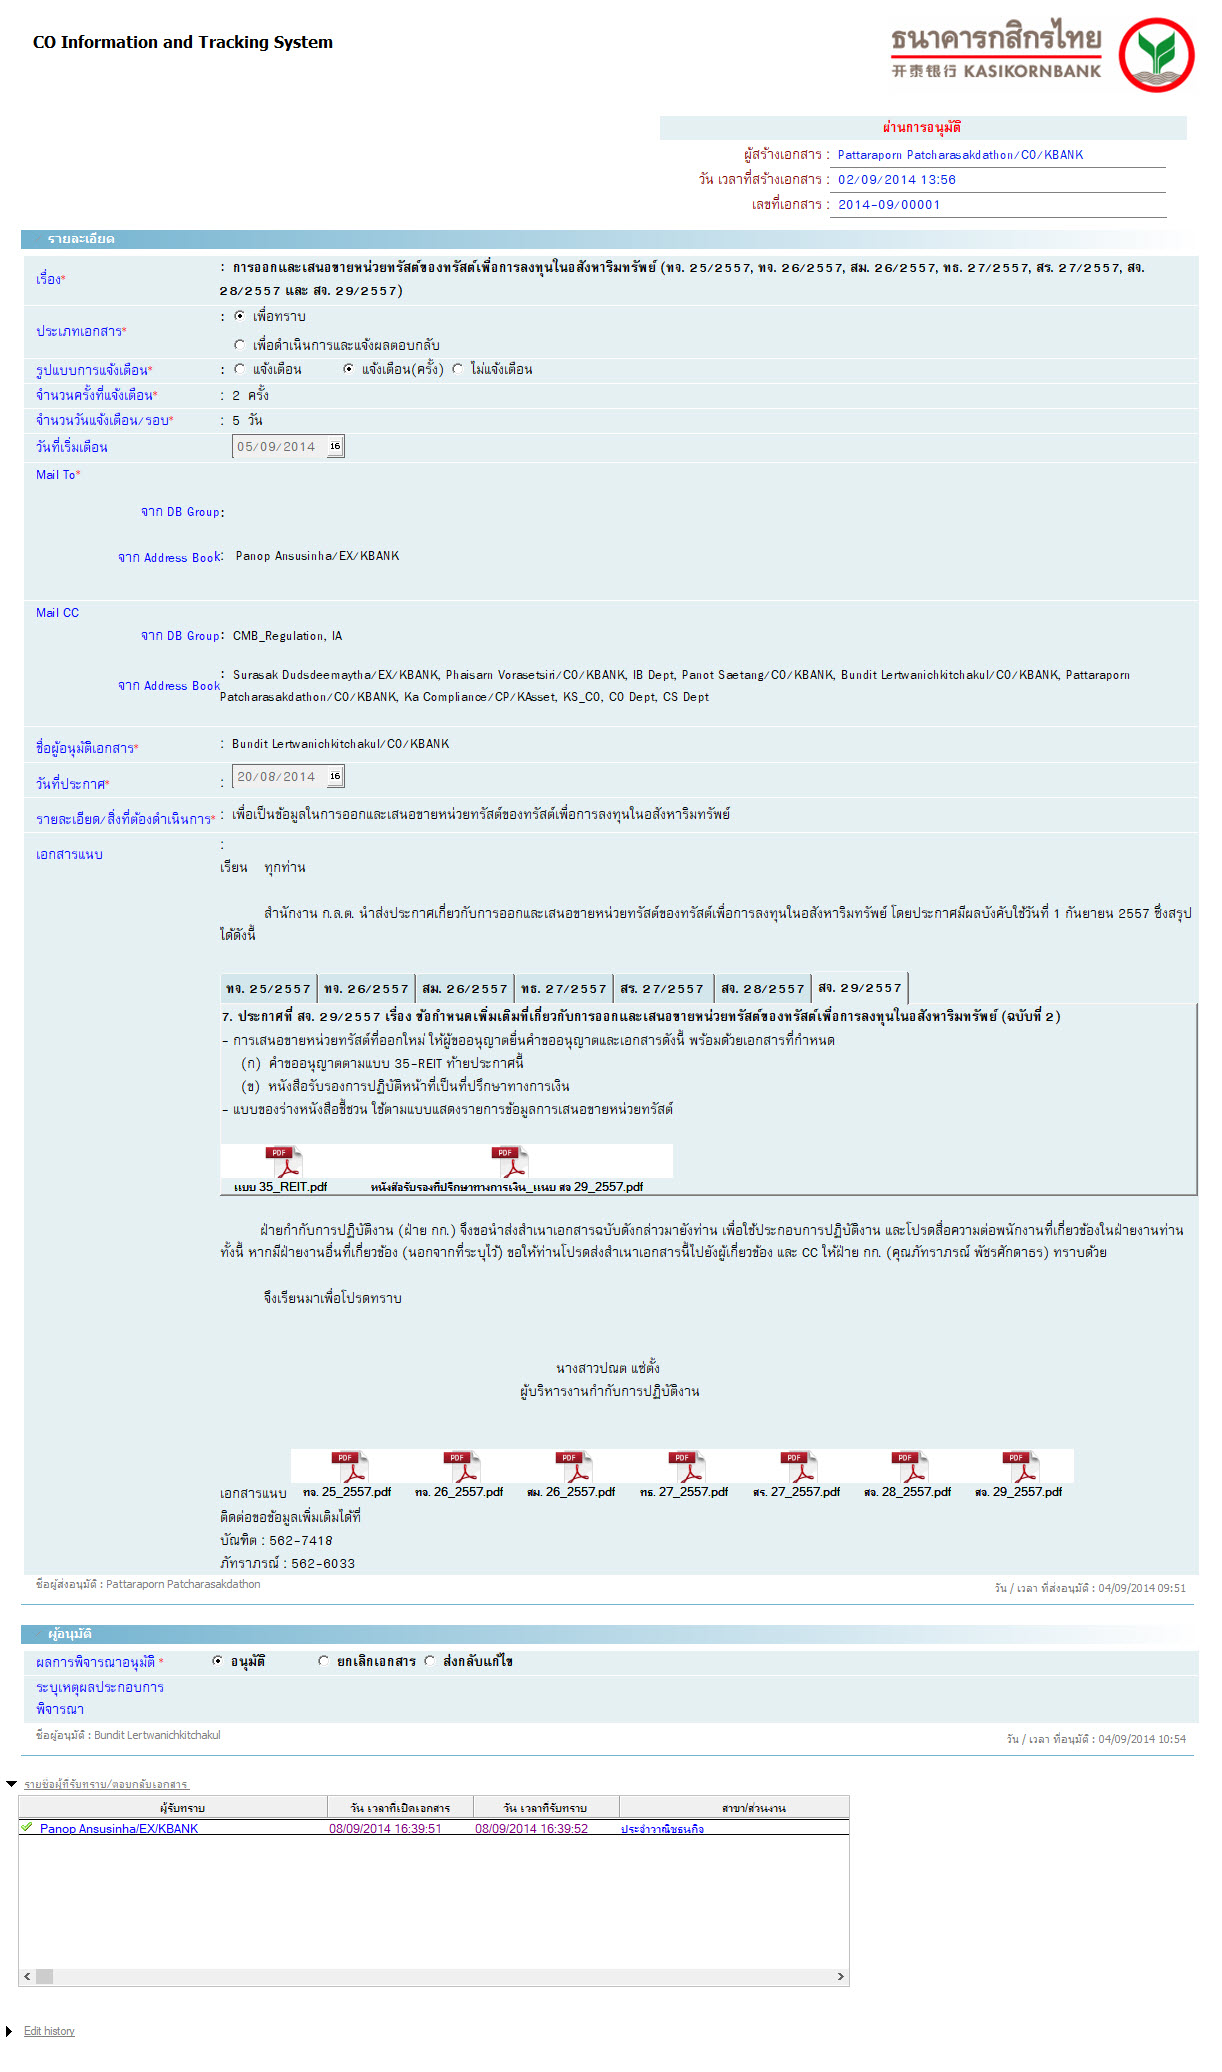 CO Information and Tracking System
ธนาคารกสิกรไทย
开泰银行 KASIKORNBANK
ผ่านการอนุมัติ
ผู้สร้างเอกสาร : Pattaraporn Patcharasakdathon/CO/KBANK
วัน เวลาที่สร้างเอกสาร : 02/09/2014 13:56
เลขที่เอกสาร : 2014-09/00001
รายละเอียด
เรื่อง* : การออกและเสนอขายหน่วยทรัสต์ของทรัสต์เพื่อการลงทุนในอสังหาริมทรัพย์ (ทจ. 25/2557, ทจ. 26/2557, สม. 26/2557, ทธ. 27/2557, สร. 27/2557, สจ.
28/2557 และ สจ. 29/2557)
ประเภทเอกสาร* : เพื่อทราบ
เพื่อดำเนินการและแจ้งผลตอบกลับ
รูปแบบการแจ้งเตือน* : แจ้งเตือน แจ้งเตือน(ครั้ง) ไม่แจ้งเตือน
จำนวนครั้งที่แจ้งเตือน* : 2 ครั้ง
จำนวนวันแจ้งเตือน/รอบ* : 5 วัน
วันที่เริ่มเตือน 05/09/2014 16
Mail To*
จาก DB Group:
จาก Address Book: Panop Ansusinha/EX/KBANK
Mail CC
จาก DB Group: CMB_Regulation, IA
จาก Address Book : Surasak Dudsdeemaytha/EX/KBANK, Phaisarn Vorasetsiri/CO/KBANK, IB Dept, Panot Saetang/CO/KBANK, Bundit Lertwanichkitchakul/CO/KBANK, Pattaraporn
Patcharasakdathon/CO/KBANK, Ka Compliance/CP/KAsset, KS_CO, CO Dept, CS Dept
ชื่อผู้อนุมัติเอกสาร* : Bundit Lertwanichkitchakul/CO/KBANK
วันที่ประกาศ* : 20/08/2014 16
รายละเอียด/สิ่งที่ต้องดำเนินการ* : เพื่อเป็นข้อมูลในการออกและเสนอขายหน่วยทรัสต์ของทรัสต์เพื่อการลงทุนในอสังหาริมทรัพย์
เอกสารแนบ :
เรียน ทุกท่าน
สำนักงาน ก.ล.ต. นำส่งประกาศเกี่ยวกับการออกและเสนอขายหน่วยทรัสต์ของทรัสต์เพื่อการลงทุนในอสังหาริมทรัพย์ โดยประกาศมีผลบังคับใช้วันที่ 1 กันยายน 2557 ซึ่งสรุป
ได้ดังนี้
ทจ. 25/2557 ทจ. 26/2557 สม. 26/2557 ทธ. 27/2557 สร. 27/2557 สจ. 28/2557 สจ. 29/2557
7. ประกาศที่ สจ. 29/2557 เรื่อง ข้อกำหนดเพิ่มเติมที่เกี่ยวกับการออกและเสนอขายหน่วยทรัสต์ของทรัสต์เพื่อการลงทุนในอสังหาริมทรัพย์ (ฉบับที่ 2)
- การเสนอขายหน่วยทรัสต์ที่ออกใหม่ ให้ผู้ขออนุญาตยื่นคำขออนุญาตและเอกสารดังนี้ พร้อมด้วยเอกสารที่กำหนด
(ก) คำขออนุญาตตามแบบ 35-REIT ท้ายประกาศนี้
(ข) หนังสือรับรองการปฏิบัติหน้าที่เป็นที่ปรึกษาทางการเงิน
- แบบของร่างหนังสือชี้ชวน ใช้ตามแบบแสดงรายการข้อมูลการเสนอขายหน่วยทรัสต์
PDF PDF
แบบ 35_REIT.pdf หนังสือรับรองที่ปรึกษาทางการเงิน_แนบ สจ 29_2557.pdf
ฝ่ายกำกับการปฏิบัติงาน (ฝ่าย กก.) จึงขอนำส่งสำเนาเอกสารฉบับดังกล่าวมายังท่าน เพื่อใช้ประกอบการปฏิบัติงาน และโปรดสื่อความต่อพนักงานที่เกี่ยวข้องในฝ่ายงานท่าน
ทั้งนี้ หากมีฝ่ายงานอื่นที่เกี่ยวข้อง (นอกจากที่ระบุไว้) ขอให้ท่านโปรดส่งสำเนาเอกสารนี้ไปยังผู้เกี่ยวข้อง และ CC ให้ฝ่าย กก. (คุณภัทราภรณ์ พัชรศักดาธร) ทราบด้วย
จึงเรียนมาเพื่อโปรดทราบ
นางสาวปณต แซ่ตั้ง
ผู้บริหารงานกำกับการปฏิบัติงาน
PDF PDF PDF PDF PDF PDF PDF
เอกสารแนบ ทจ. 25_2557.pdf ทจ. 26_2557.pdf สม. 26_2557.pdf ทธ. 27_2557.pdf สร. 27_2557.pdf สจ. 28_2557.pdf สจ. 29_2557.pdf
ติดต่อขอข้อมูลเพิ่มเติมได้ที่
บัณฑิต : 562-7418
ภัทราภรณ์ : 562-6033
ชื่อผู้ส่งอนุมัติ : Pattaraporn Patcharasakdathon วัน / เวลา ที่ส่งอนุมัติ : 04/09/2014 09:51
ผู้อนุมัติ
ผลการพิจารณาอนุมัติ * อนุมัติ ยกเลิกเอกสาร ส่งกลับแก้ไข
ระบุเหตุผลประกอบการ
พิจารณา
ชื่อผู้อนุมัติ : Bundit Lertwanichkitchakul วัน / เวลา ที่อนุมัติ : 04/09/2014 10:54
รายชื่อผู้ที่รับทราบ/ตอบกลับเอกสาร
ผู้รับทราบ วัน เวลาที่เปิดเอกสาร วัน เวลาที่รับทราบ สาขา/ส่วนงาน
Panop Ansusinha/EX/KBANK 08/09/2014 16:39:51 08/09/2014 16:39:52 ประจำวาณิชธนกิจ
Edit history